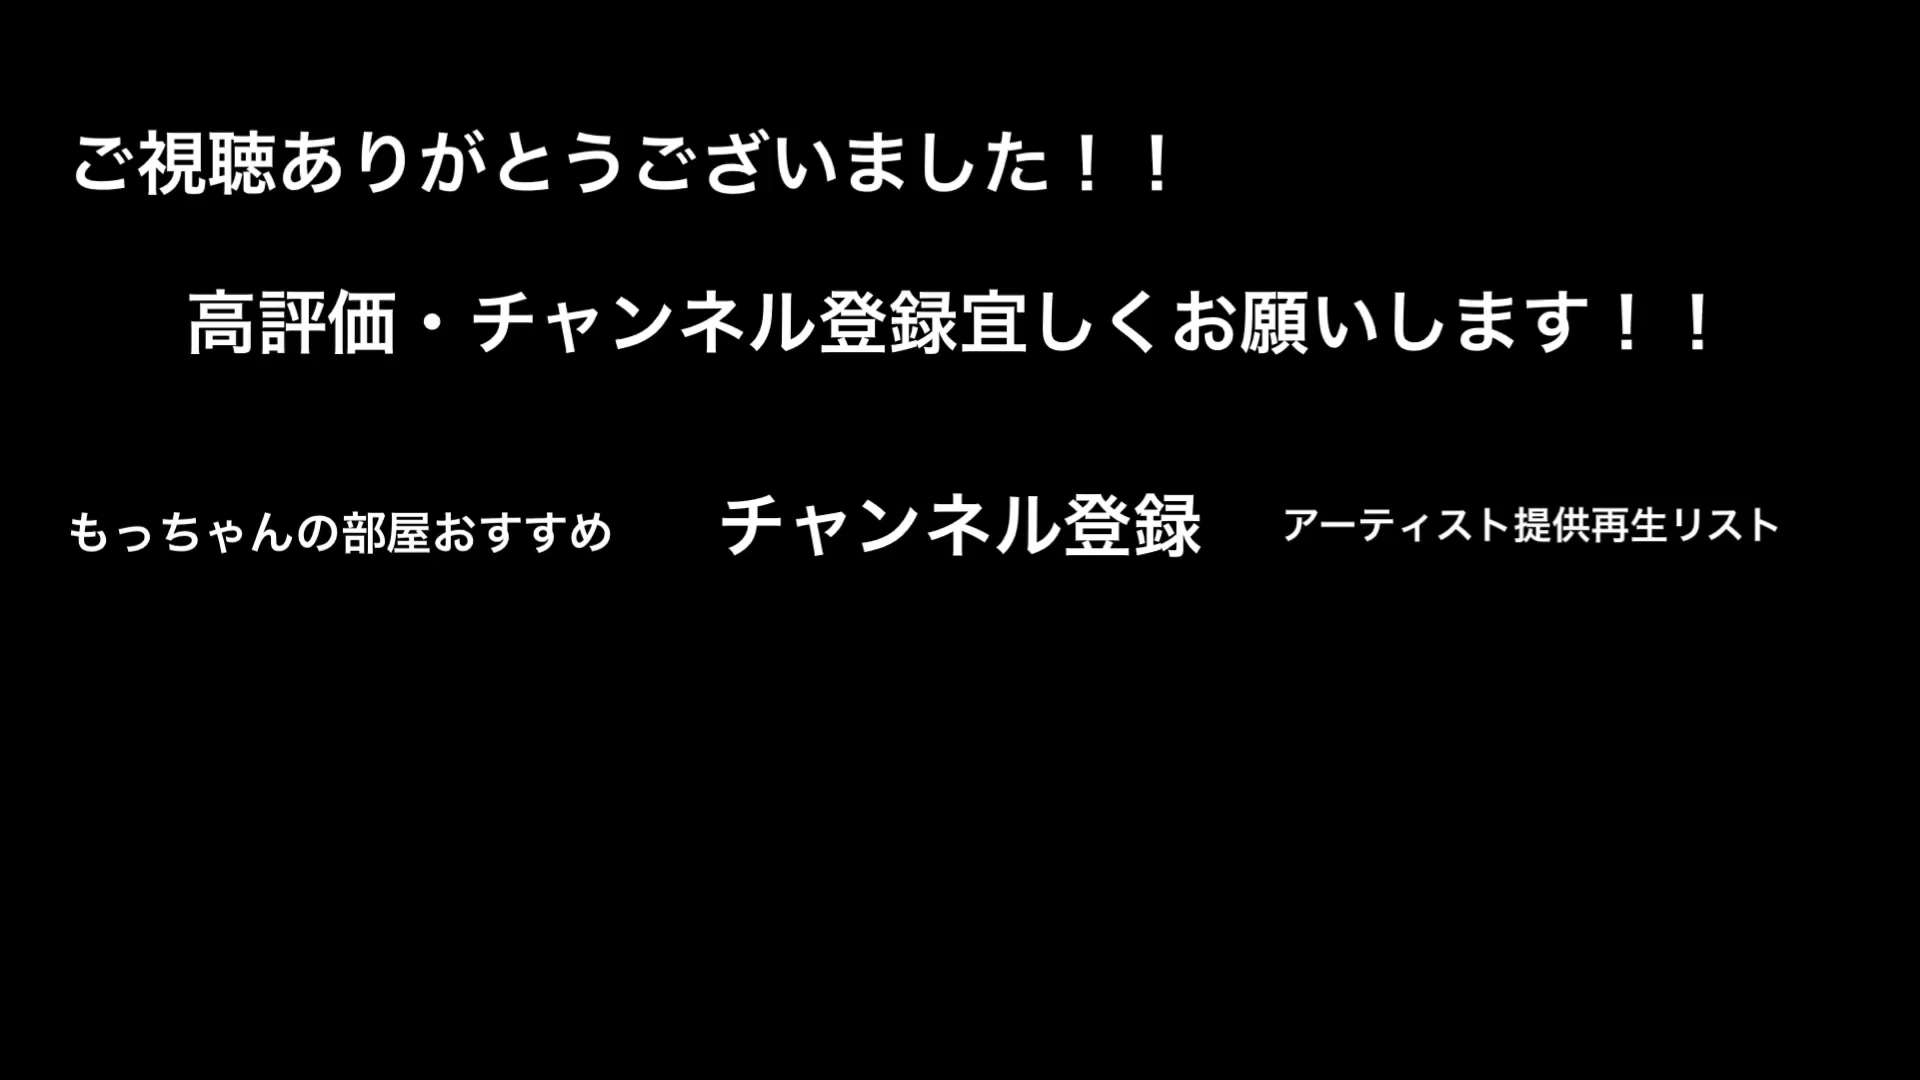 ご視聴ありがとうございました！！
高評価・チャンネル登録宜しくお願いします！！
もっちゃんの部屋おすすめ
チャンネル登録
アーティスト提供再生リスト